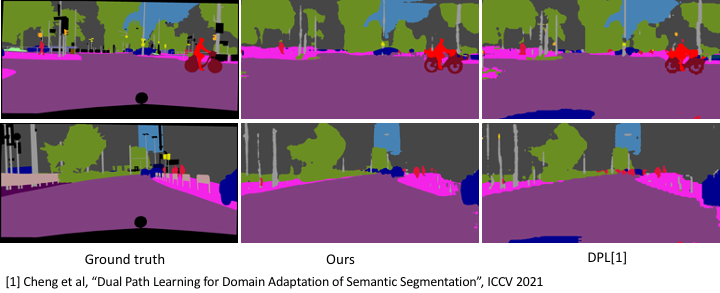 Ground truth
Ours
DPL[1]
[1] Cheng et al, “Dual Path Learning for Domain Adaptation of Semantic Segmentation”, ICCV 2021